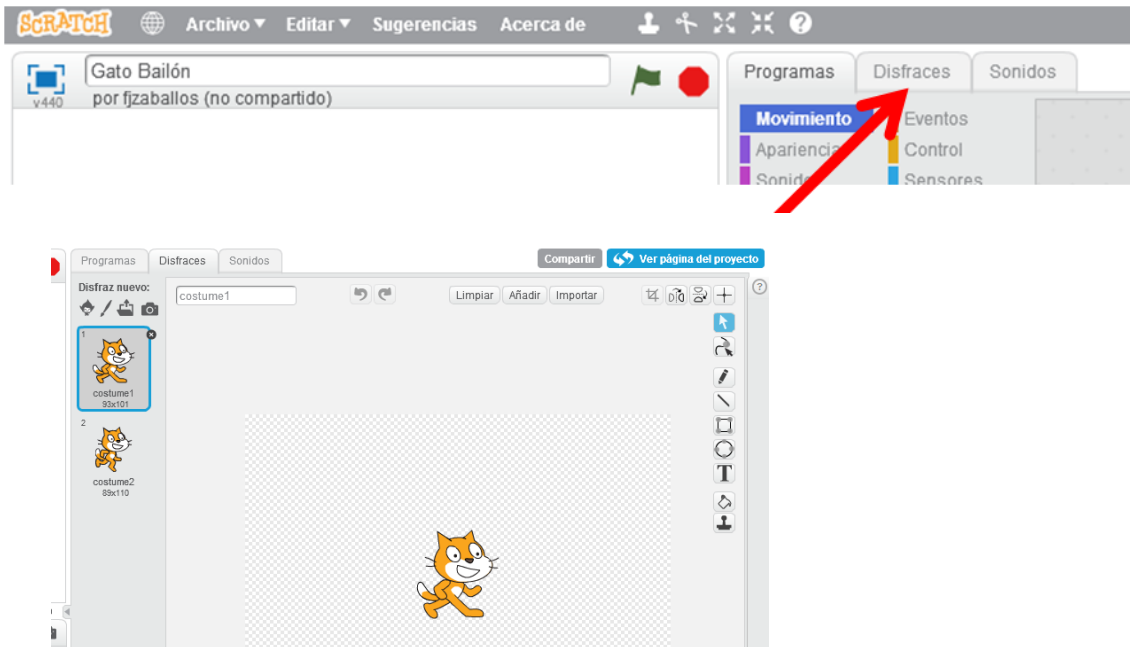 SCRATCH Archivo▼ Editar▼ Sugerencias Acerca de
Gato Bailón
v440 por fjzaballos (no compartido)
Programas Disfraces Sonidos
Movimiento Eventos
Apariencia Control
Sonido Sensores
Programas Disfraces Sonidos Compartir Ver página del proyecto
Disfraz nuevo:
costume1 Limpiar Añadir Importar
1
costume1
93x101
2
costume2
89x110
T